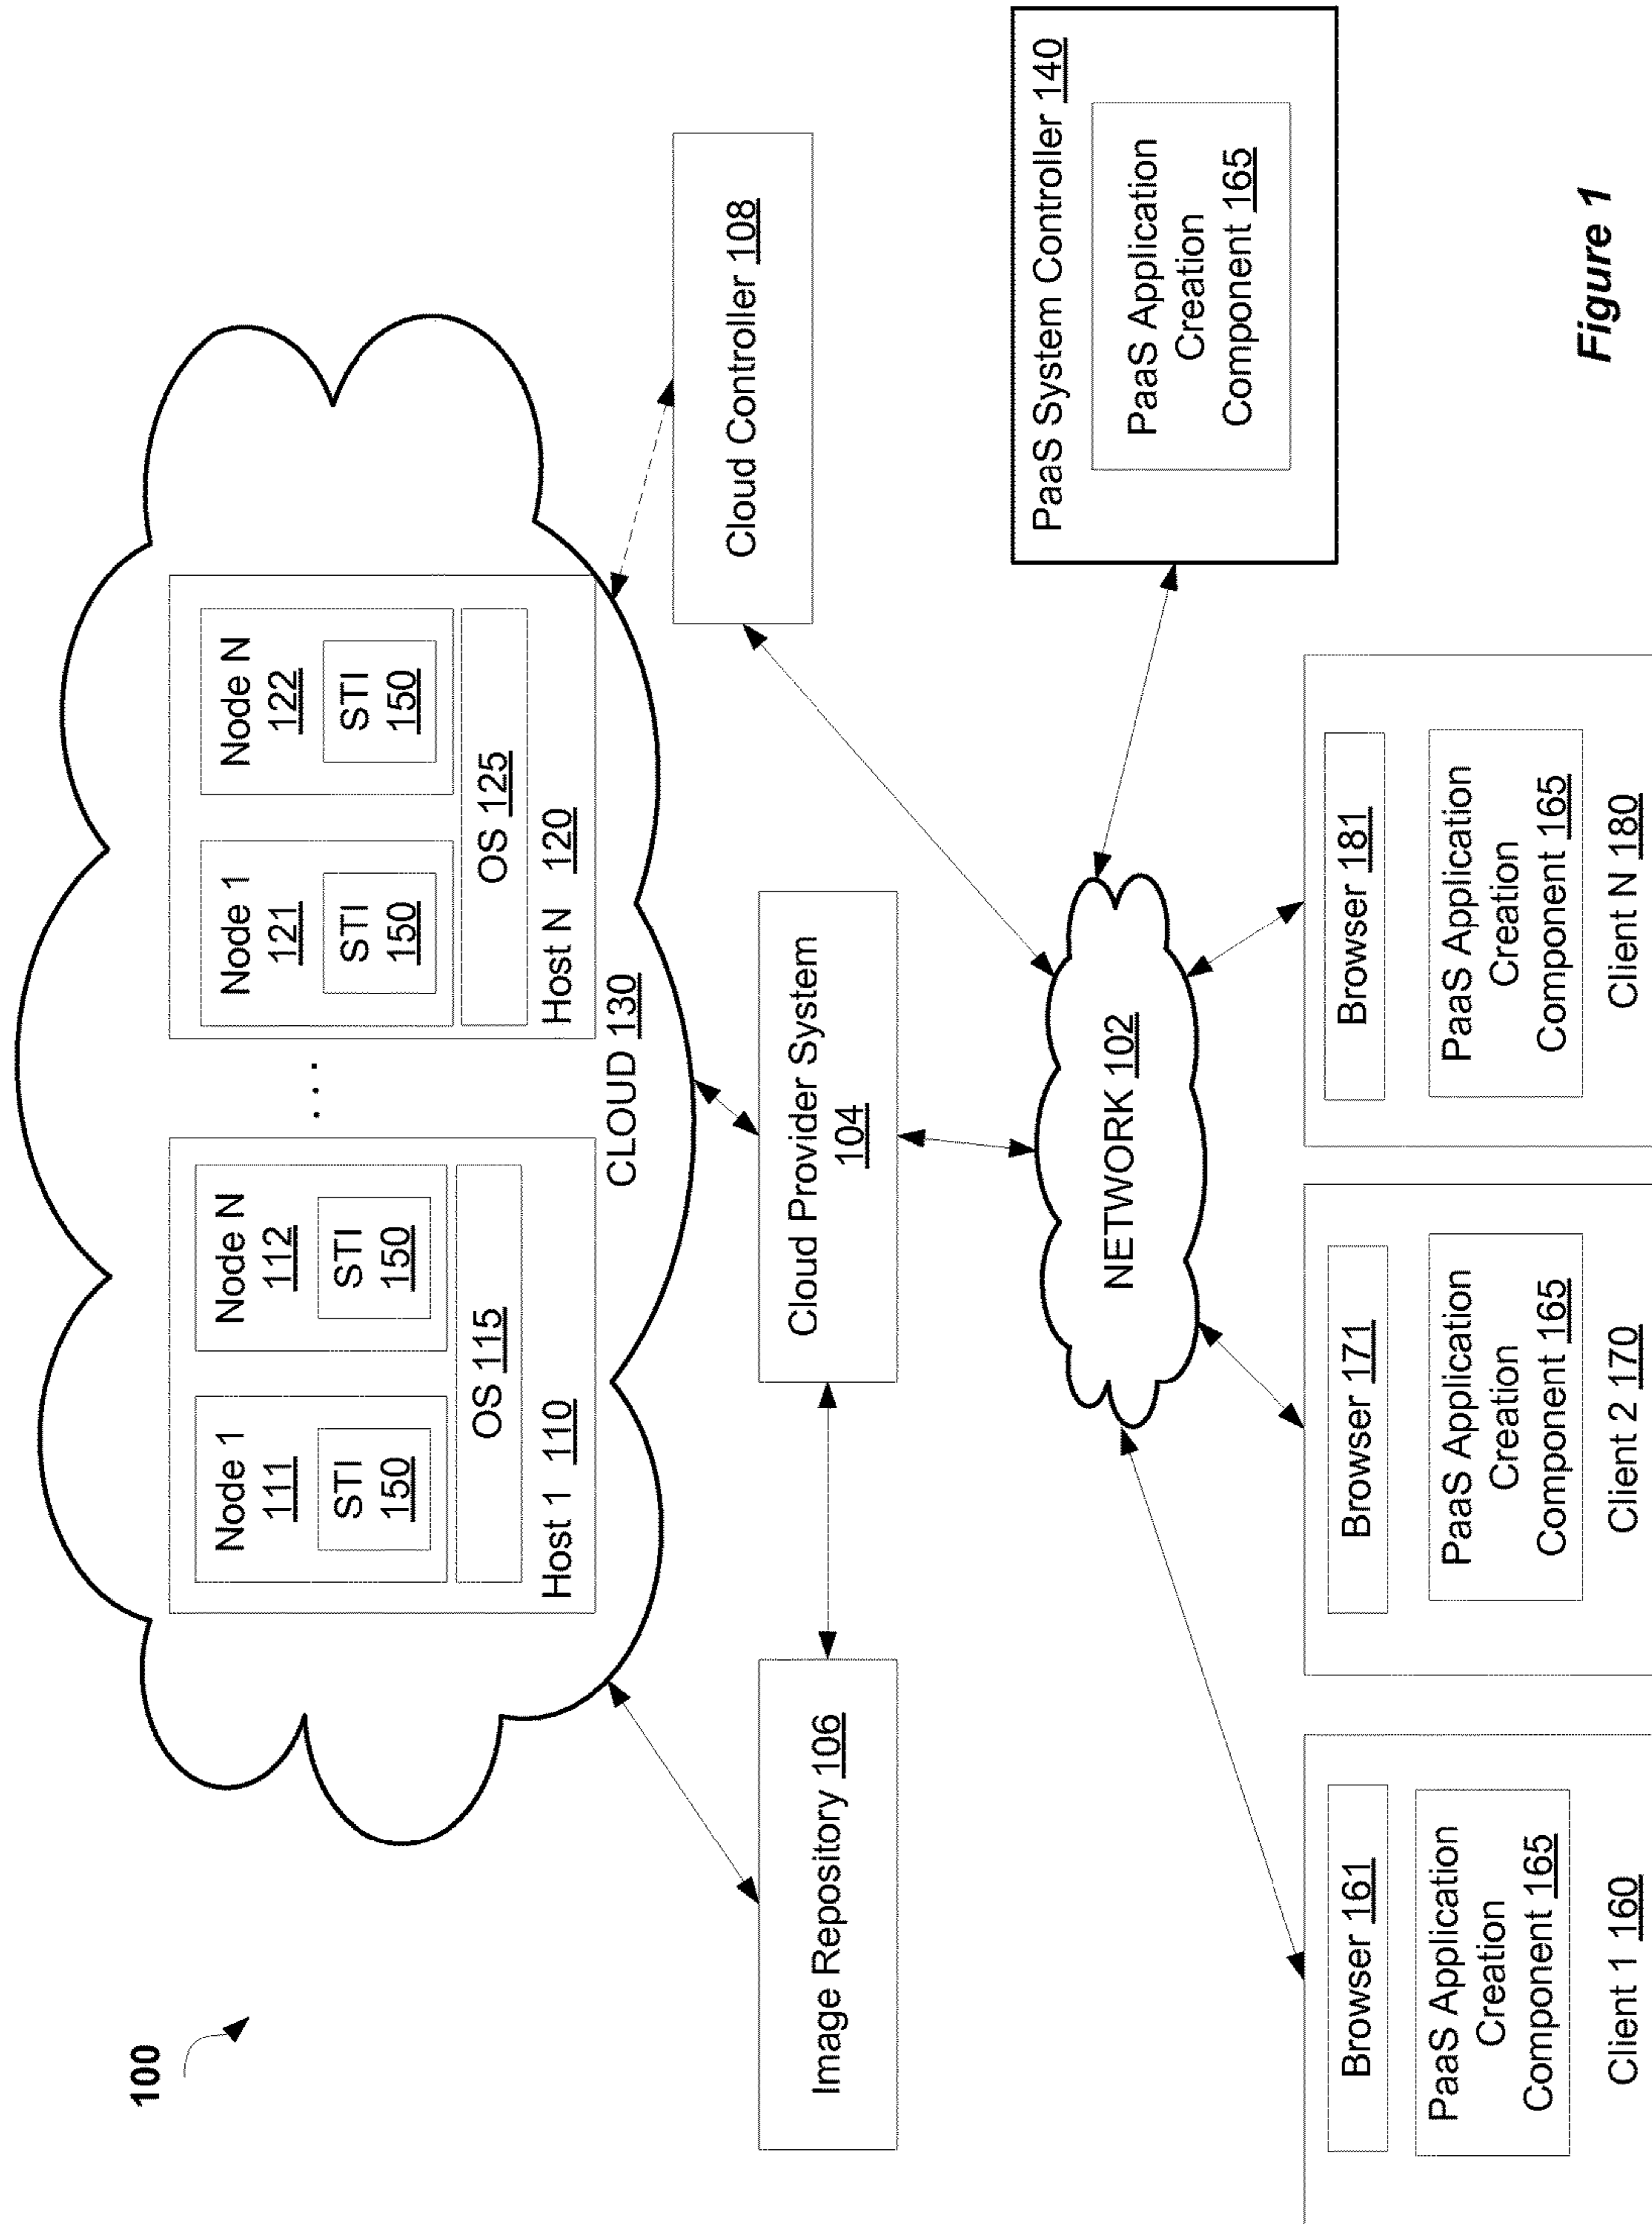 100
Node 1
111
STI
150
Node N
112
STI
150
OS 115
Host 1 110
. . .
Node 1
121
STI
150
Node N
122
STI
150
OS 125
Host N 120
CLOUD 130
Image Repository 106
Cloud Provider System
104
Cloud Controller 108
NETWORK 102
PaaS System Controller 140
PaaS Application
Creation
Component 165
Browser 161
PaaS Application
Creation
Component 165
Client 1 160
Browser 171
PaaS Application
Creation
Component 165
Client 2 170
Browser 181
PaaS Application
Creation
Component 165
Client N 180
Figure 1